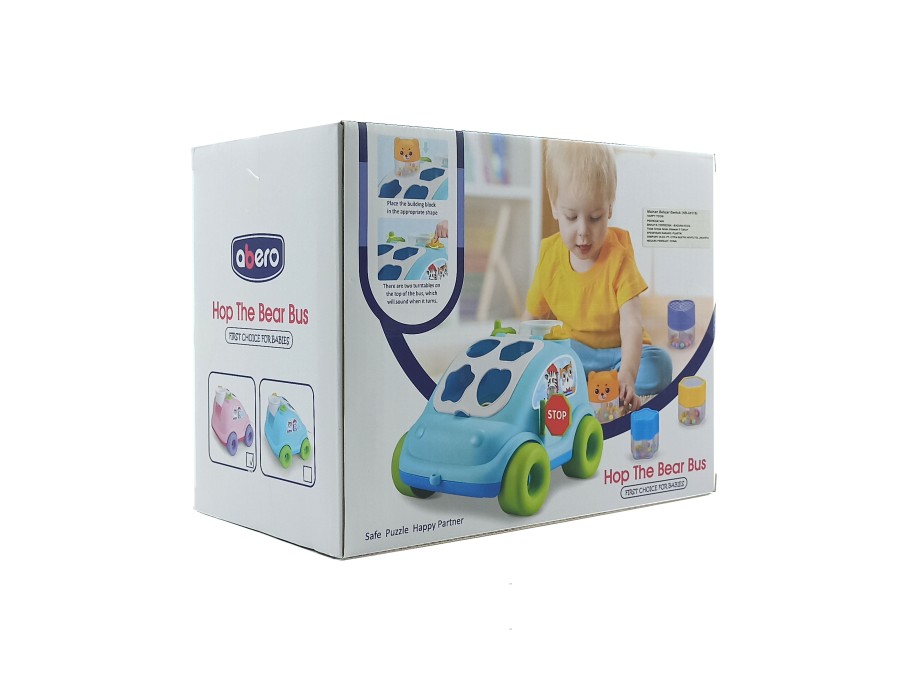 abero
Hop The Bear Bus
FIRST CHOICE FOR BABIES
Place the building block
in the appropriate shape
There are two turntables on
the top of the bus, which
will sound when it turns.
STOP
Hop The Bear Bus
FIRST CHOICE FOR BABIES
Safe Puzzle Happy Partner